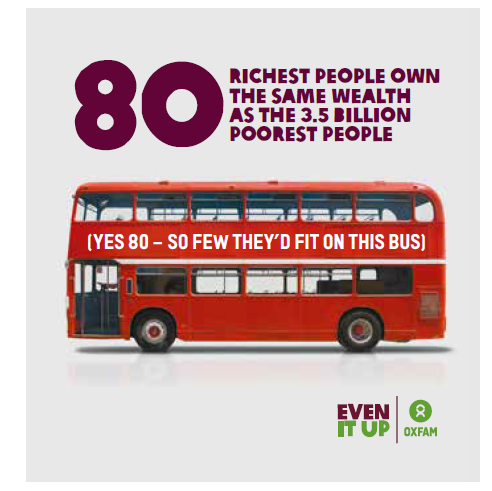 80
RICHEST PEOPLE OWN
THE SAME WEALTH
AS THE 3.5 BILLION
POOREST PEOPLE
(YES 80 – SO FEW THEY'D FIT ON THIS BUS)
EVEN
IT UP
OXFAM